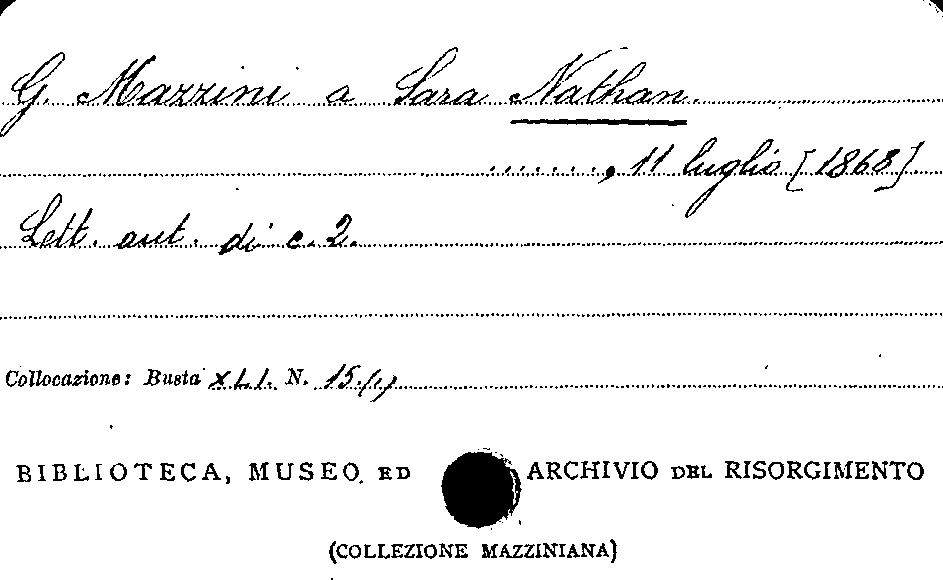 G. Mazzini a Sara Nathan.
......., 11 luglio [1868]
Lett. aut. di c. 2.
Collocazione: Busta XLI. N. 15/1)
BIBLIOTECA, MUSEO ED ARCHIVIO DEL RISORGIMENTO
(COLLEZIONE MAZZINIANA)